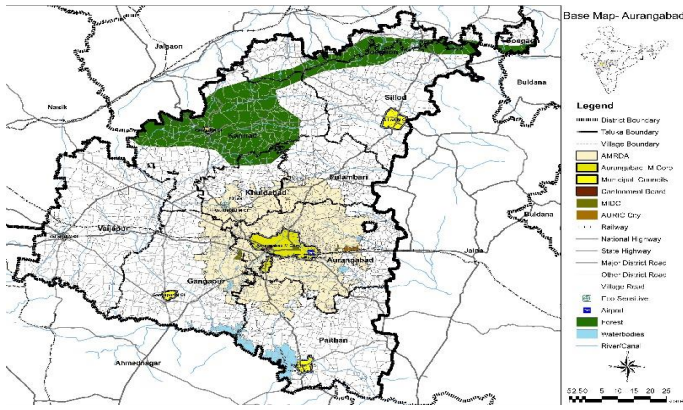 Base Map- Aurangabad
Legend
District Boundary
Taluka Boundary
Village Boundary
AMRDA
Aurangabad M Corp
Municipal Councils
Cantonment Board
MIDC
AURIC City
Railway
National Highway
State Highway
Major District Road
Other District Road
Village Road
Eco Sensitive
Airport
Forest
Waterbodies
River/Canal
Jalgaon
Buldana
Nasik
Sillod
Phulambari
Khuldabad
Buldana
Vaijapur
Jalna
Aurangabad
Gangapur
Paithan
Ahmednagar